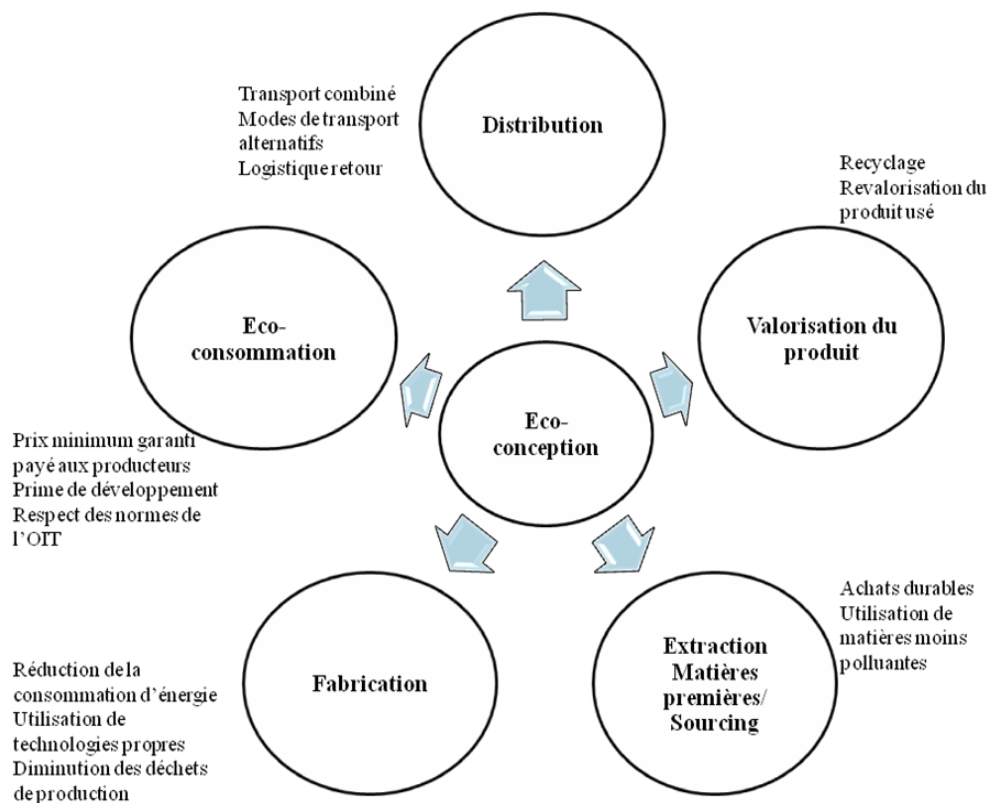 Transport combiné
Modes de transport
alternatifs
Logistique retour
Distribution
Recyclage
Revalorisation du
produit usé
Eco-
consommation
Valorisation du
produit
Eco-
conception
Prix minimum garanti
payé aux producteurs
Prime de développement
Respect des normes de
l’OIT
Achats durables
Utilisation de
matières moins
polluantes
Extraction
Matières
premières/
Sourcing
Fabrication
Réduction de la
consommation d’énergie
Utilisation de
technologies propres
Diminution des déchets
de production